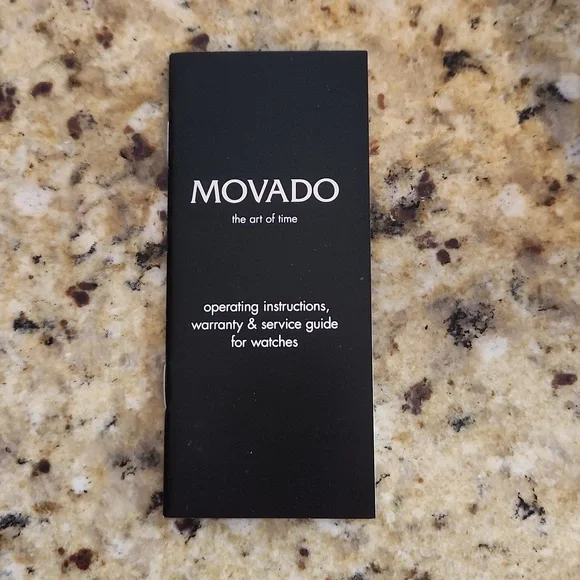 MOVADO
the art of time
operating instructions,
warranty & service guide
for watches